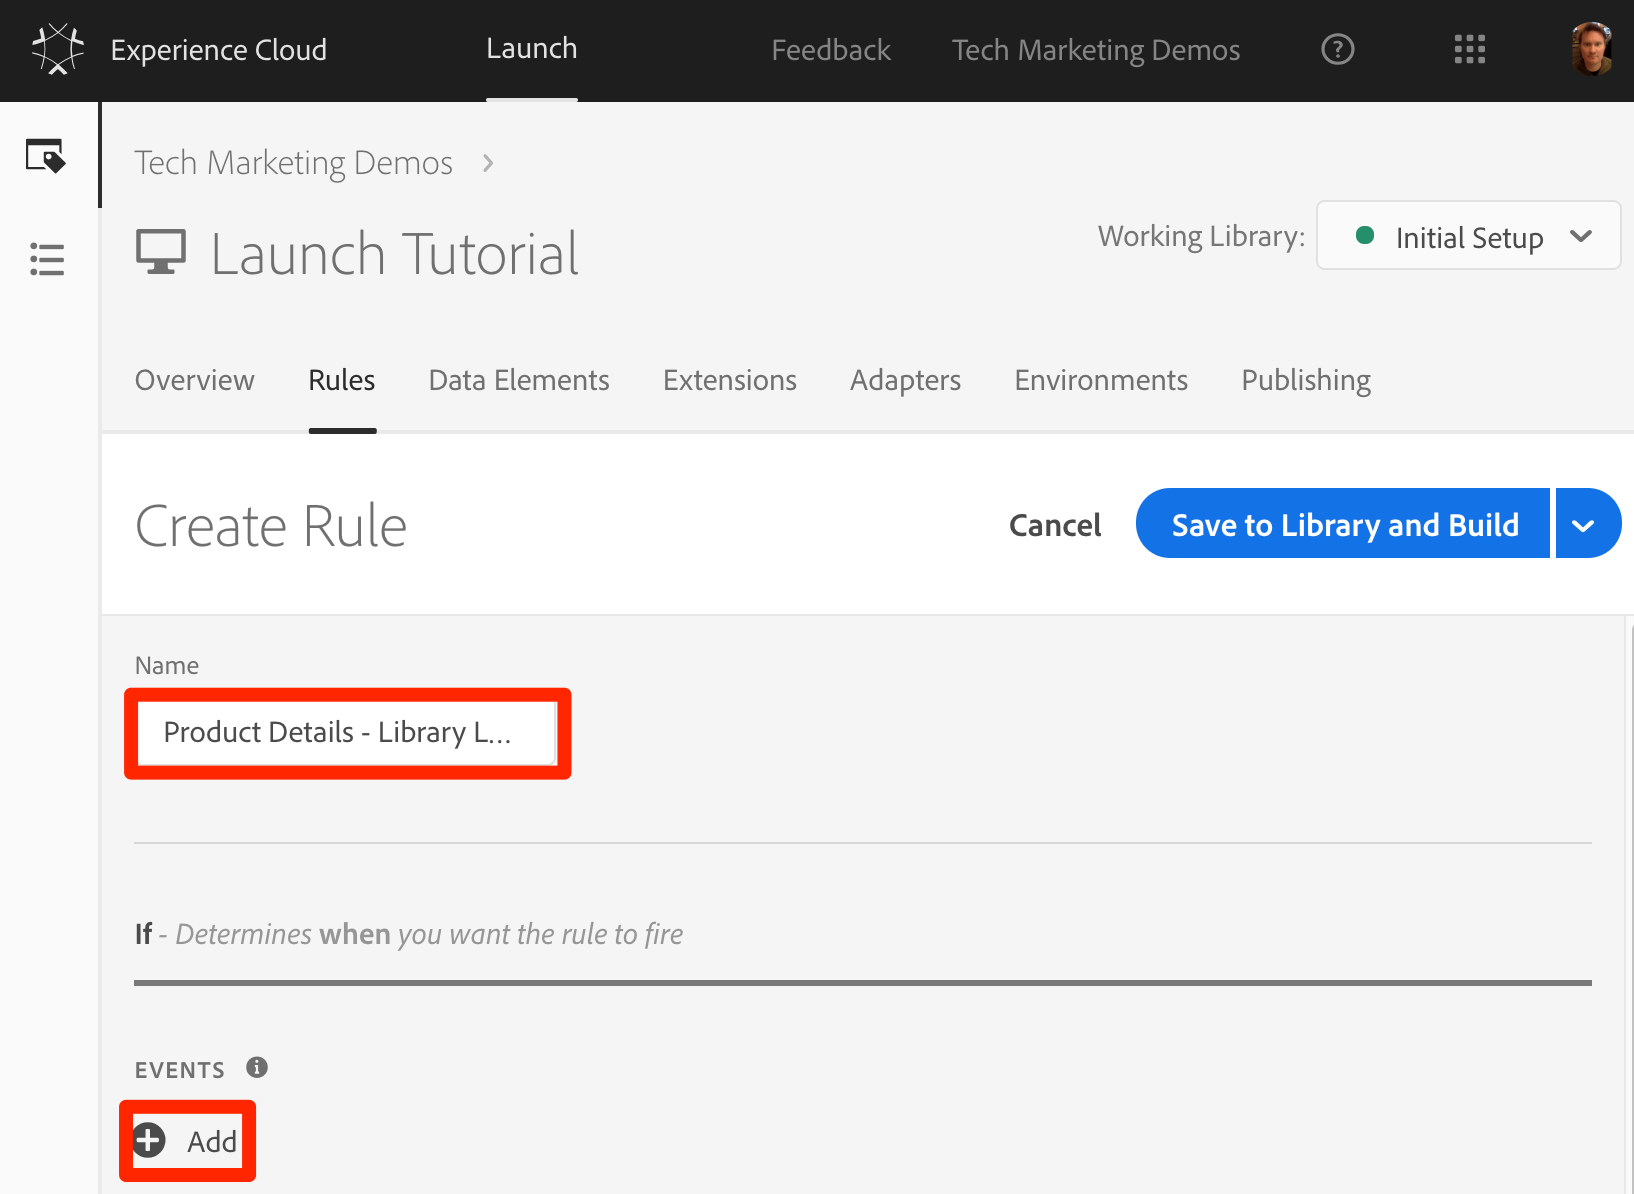 Experience Cloud Launch Feedback Tech Marketing Demos ?
Tech Marketing Demos >
Launch Tutorial
Working Library: Initial Setup
Overview Rules Data Elements Extensions Adapters Environments Publishing
Create Rule
Cancel Save to Library and Build
Name
Product Details - Library L...
If - Determines when you want the rule to fire
EVENTS i
Add